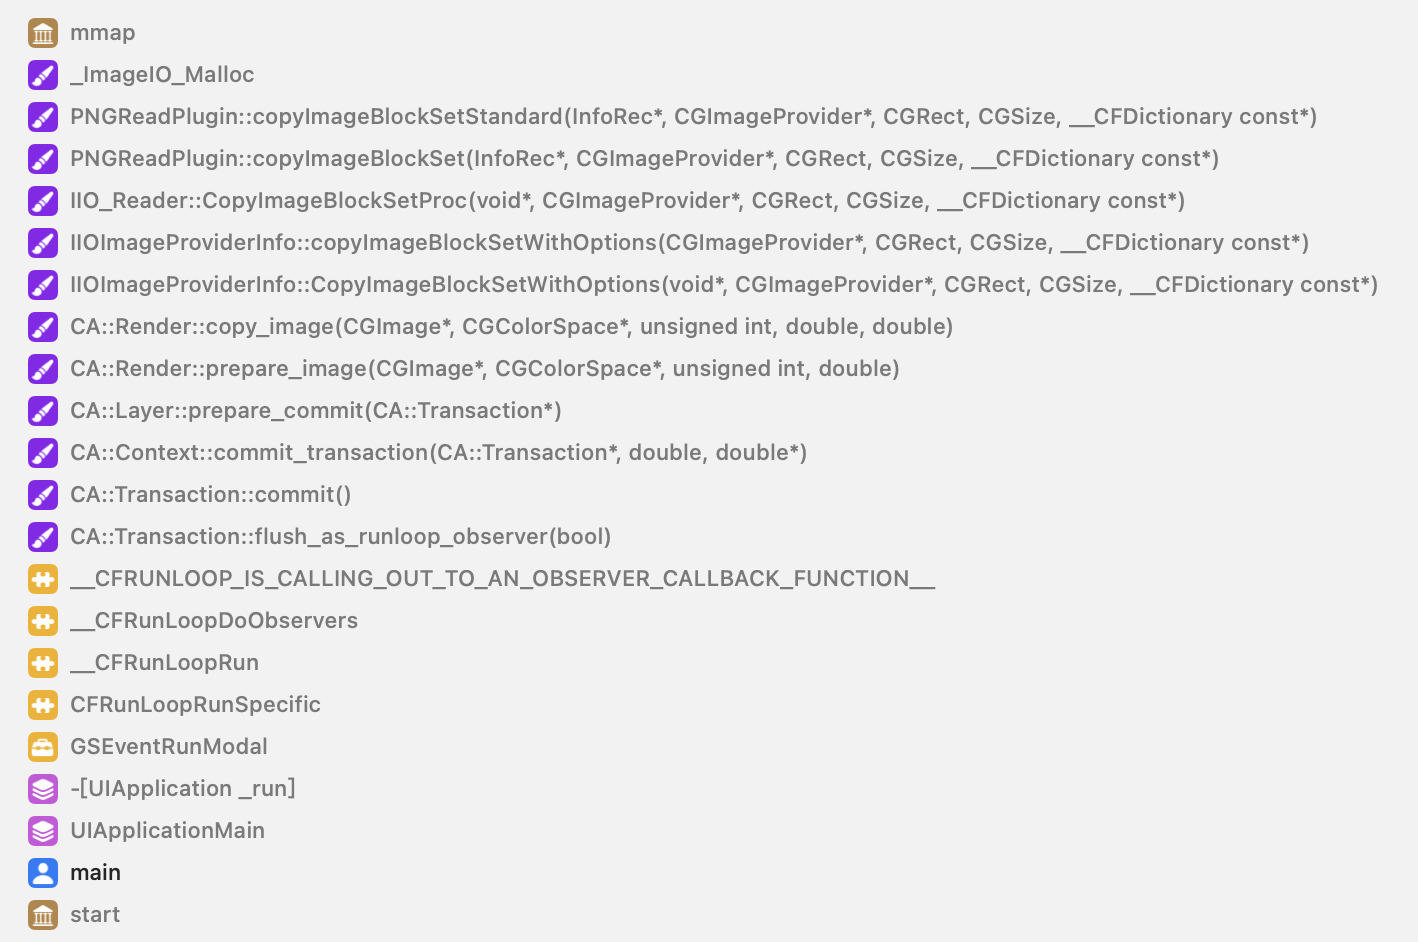 mmap
_ImageIO_Malloc
PNGReadPlugin::copyImageBlockSetStandard(InfoRec*, CGImageProvider*, CGRect, CGSize, __CFDictionary const*)
PNGReadPlugin::copyImageBlockSet(InfoRec*, CGImageProvider*, CGRect, CGSize, __CFDictionary const*)
IIO_Reader::CopyImageBlockSetProc(void*, CGImageProvider*, CGRect, CGSize, __CFDictionary const*)
IIOImageProviderInfo::copyImageBlockSetWithOptions(CGImageProvider*, CGRect, CGSize, __CFDictionary const*)
IIOImageProviderInfo::CopyImageBlockSetWithOptions(void*, CGImageProvider*, CGRect, CGSize, __CFDictionary const*)
CA::Render::copy_image(CGImage*, CGColorSpace*, unsigned int, double, double)
CA::Render::prepare_image(CGImage*, CGColorSpace*, unsigned int, double)
CA::Layer::prepare_commit(CA::Transaction*)
CA::Context::commit_transaction(CA::Transaction*, double, double*)
CA::Transaction::commit()
CA::Transaction::flush_as_runloop_observer(bool)
__CFRUNLOOP_IS_CALLING_OUT_TO_AN_OBSERVER_CALLBACK_FUNCTION__
__CFRunLoopDoObservers
__CFRunLoopRun
CFRunLoopRunSpecific
GSEventRunModal
-[UIApplication _run]
UIApplicationMain
main
start